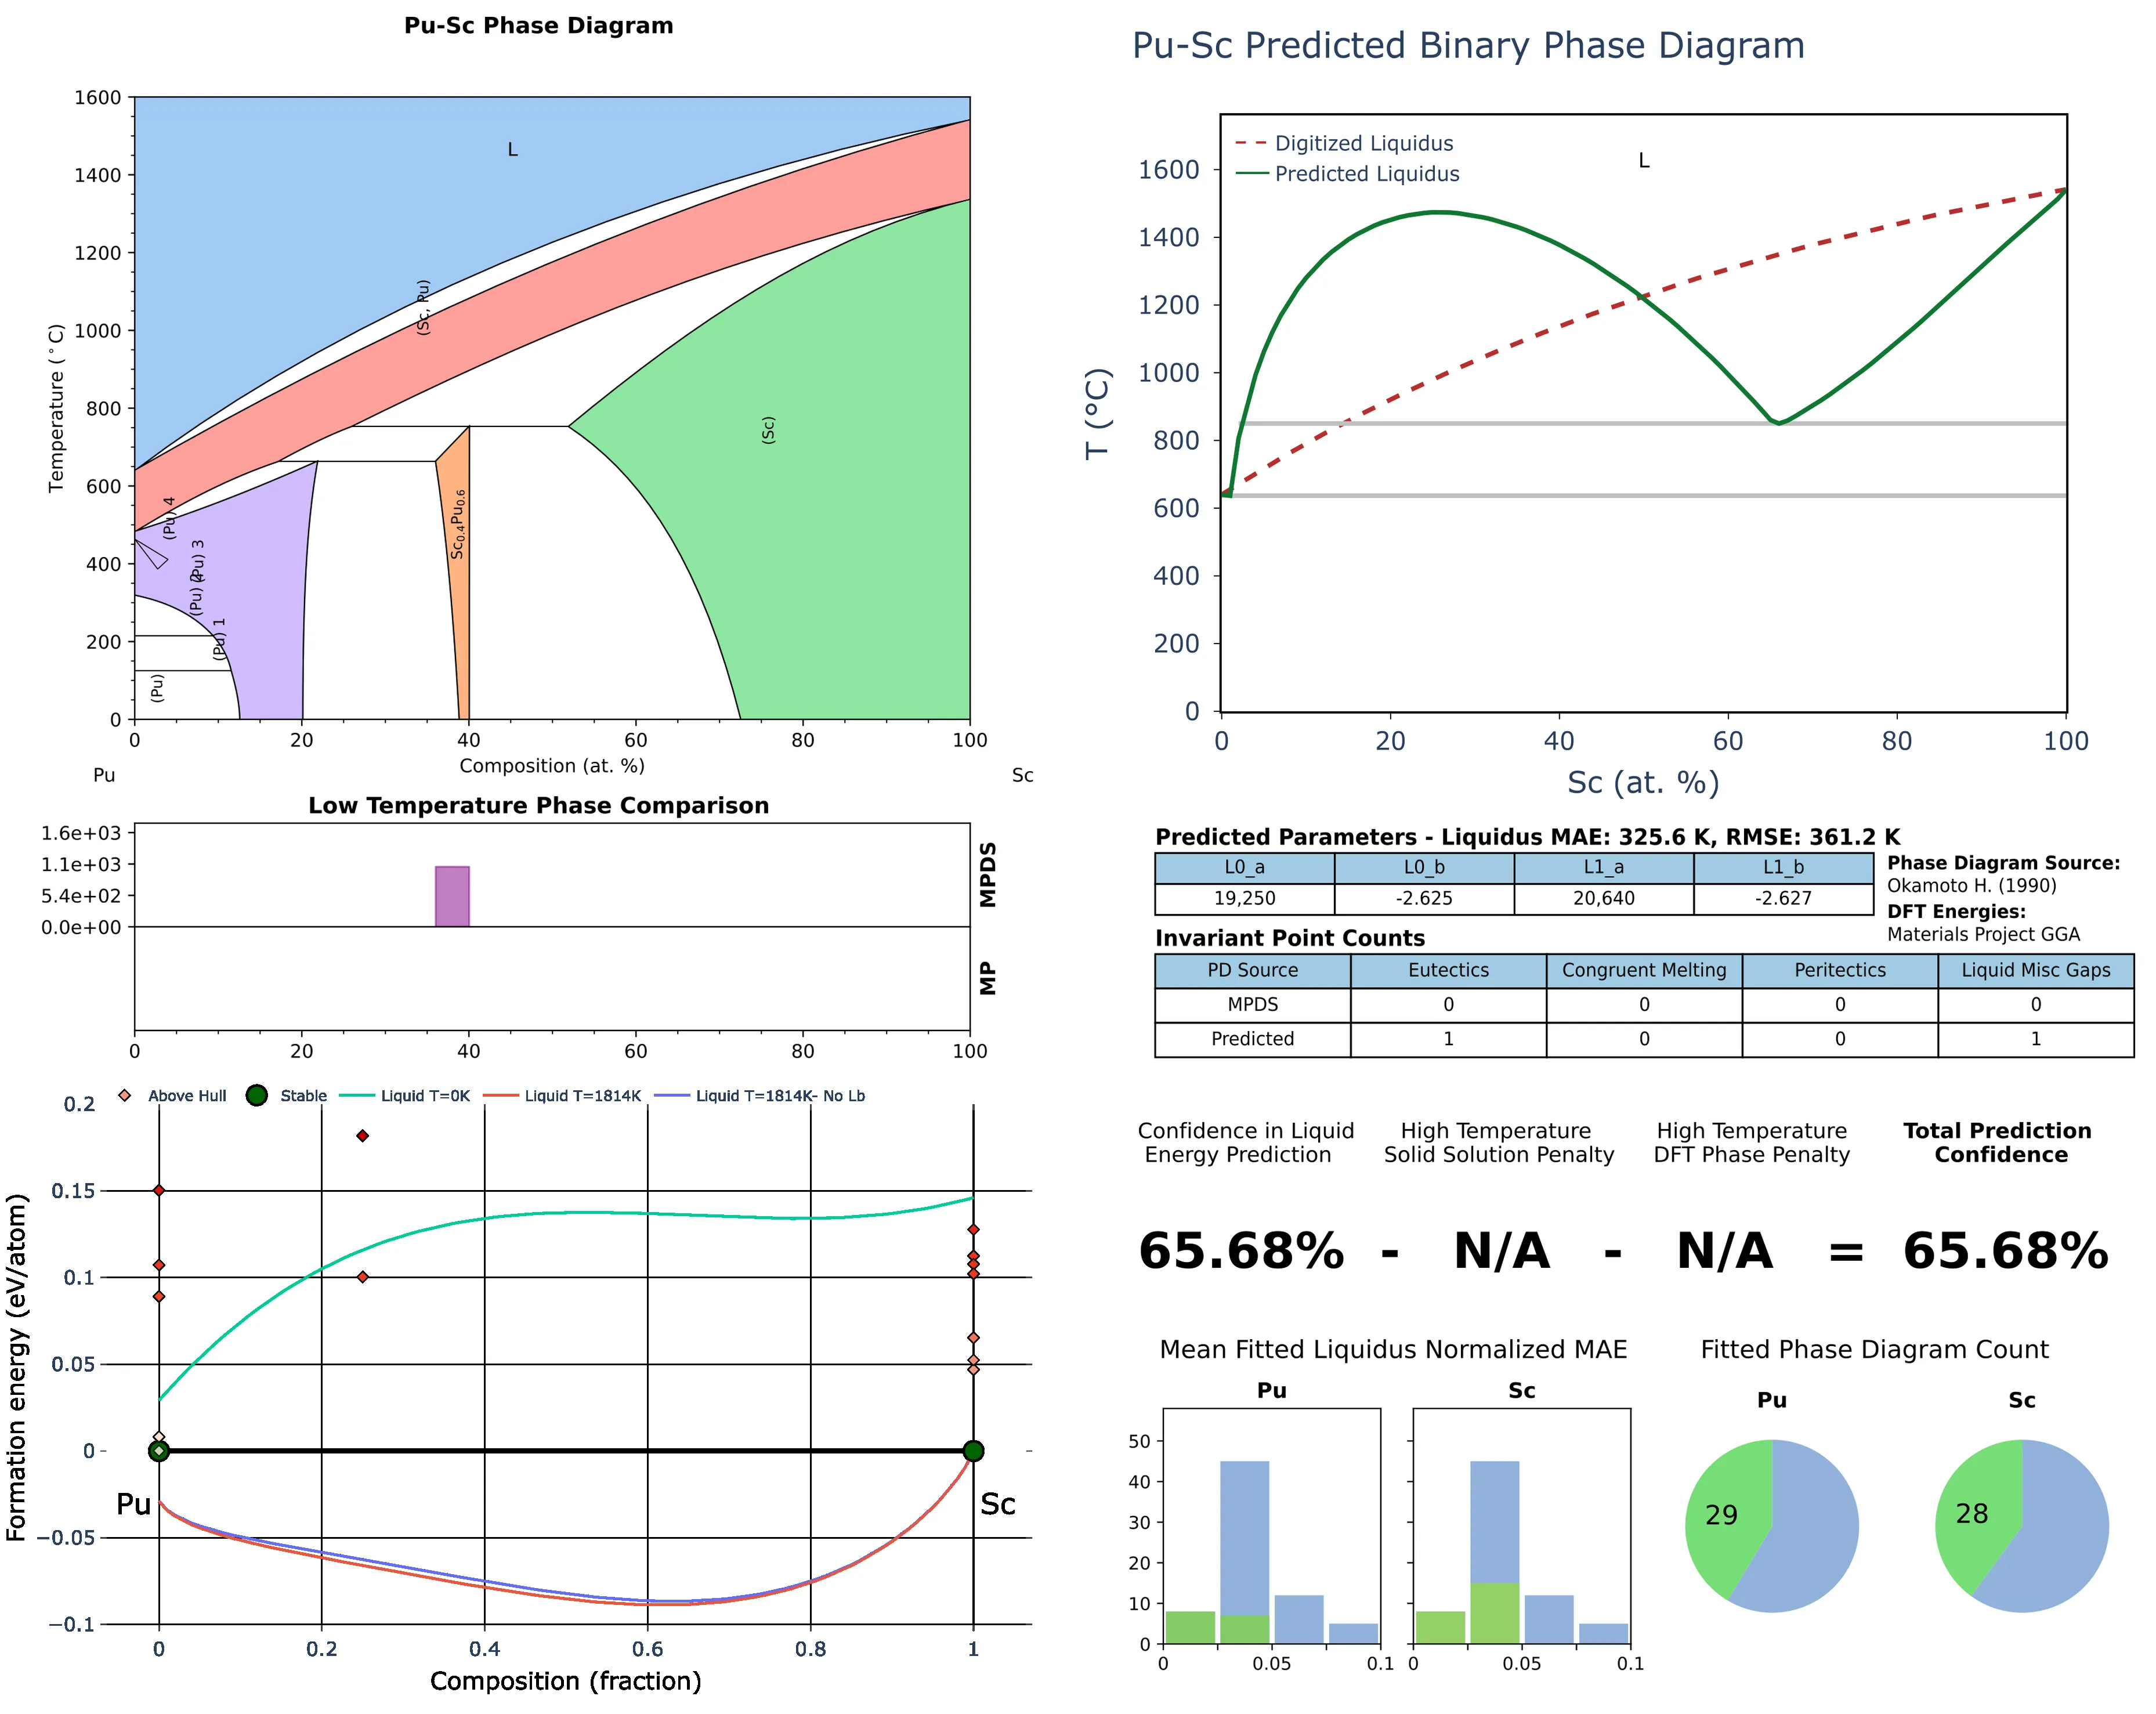 Pu-Sc Phase Diagram
1600
1400
1200
1000
800
600
400
200
0
Temperature (°C)
L
(Sc, Pu)
(Sc)
Sc0.4Pu0.6
(Pu) 4
(Pu) 3
(Pu) 2
(Pu) 1
(Pu)
0 20 40 60 80 100
Composition (at. %)
Pu Sc
Low Temperature Phase Comparison
1.6e+03
1.1e+03
5.4e+02
0.0e+00
MPDS
MP
0 20 40 60 80 100
Above Hull Stable Liquid T=0K Liquid T=1814K Liquid T=1814K- No Lb
0.2
0.15
0.1
0.05
0
−0.05
−0.1
Formation energy (eV/atom)
Pu Sc
0 0.2 0.4 0.6 0.8 1
Composition (fraction)
Pu-Sc Predicted Binary Phase Diagram
Digitized Liquidus
Predicted Liquidus
L
1600
1400
1200
1000
800
600
400
200
0
T (°C)
0 20 40 60 80 100
Sc (at. %)
Predicted Parameters - Liquidus MAE: 325.6 K, RMSE: 361.2 K
L0_a L0_b L1_a L1_b
19,250 -2.625 20,640 -2.627
Phase Diagram Source:
Okamoto H. (1990)
DFT Energies:
Materials Project GGA
Invariant Point Counts
PD Source Eutectics Congruent Melting Peritectics Liquid Misc Gaps
MPDS 0 0 0 0
Predicted 1 0 0 1
Confidence in Liquid
Energy Prediction
High Temperature
Solid Solution Penalty
High Temperature
DFT Phase Penalty
Total Prediction
Confidence
65.68% - N/A - N/A = 65.68%
Mean Fitted Liquidus Normalized MAE
Pu Sc
50
40
30
20
10
0
0 0.05 0.1
0 0.05 0.1
Fitted Phase Diagram Count
Pu Sc
29 28